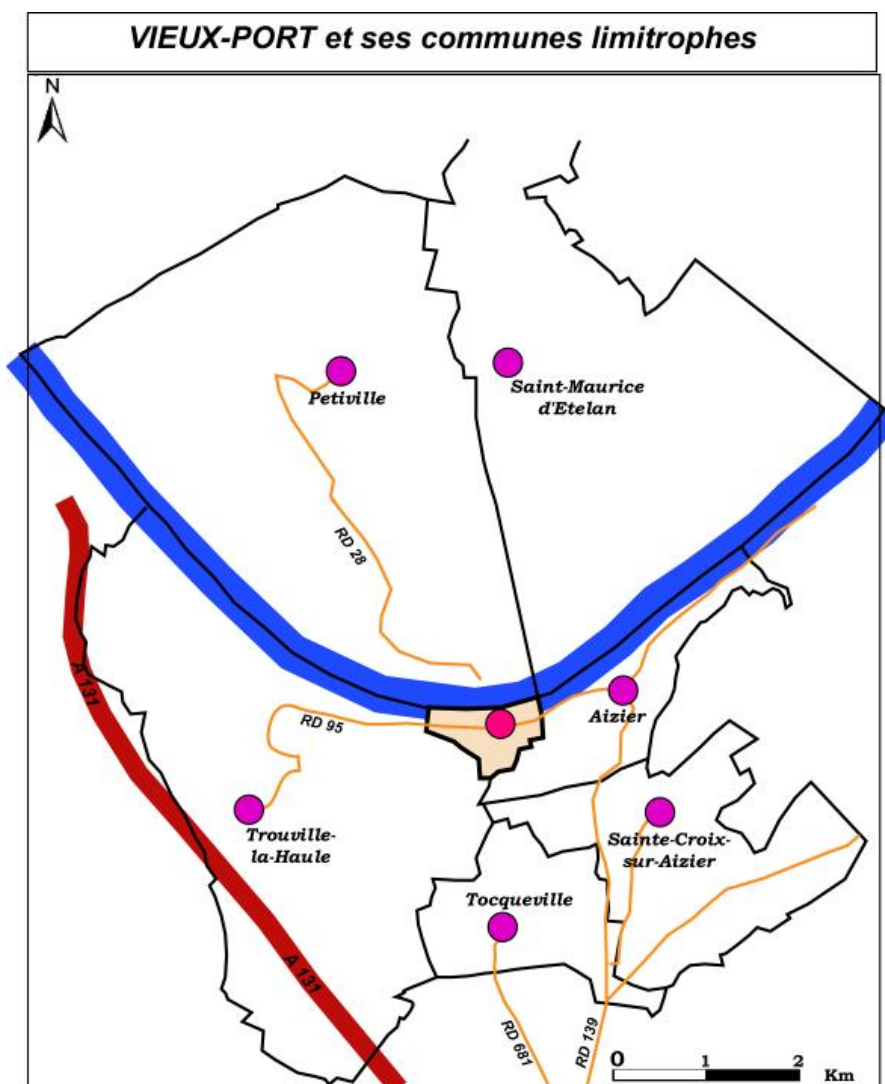 VIEUX-PORT et ses communes limitrophes
N
Petiville
Saint-Maurice
d'Etelan
RD 28
A 131
RD 95
Aizier
Trouville-
la-Haule
Sainte-Croix-
sur-Aizier
Tocqueville
A 131
RD 681
RD 139
0 1 2
Km